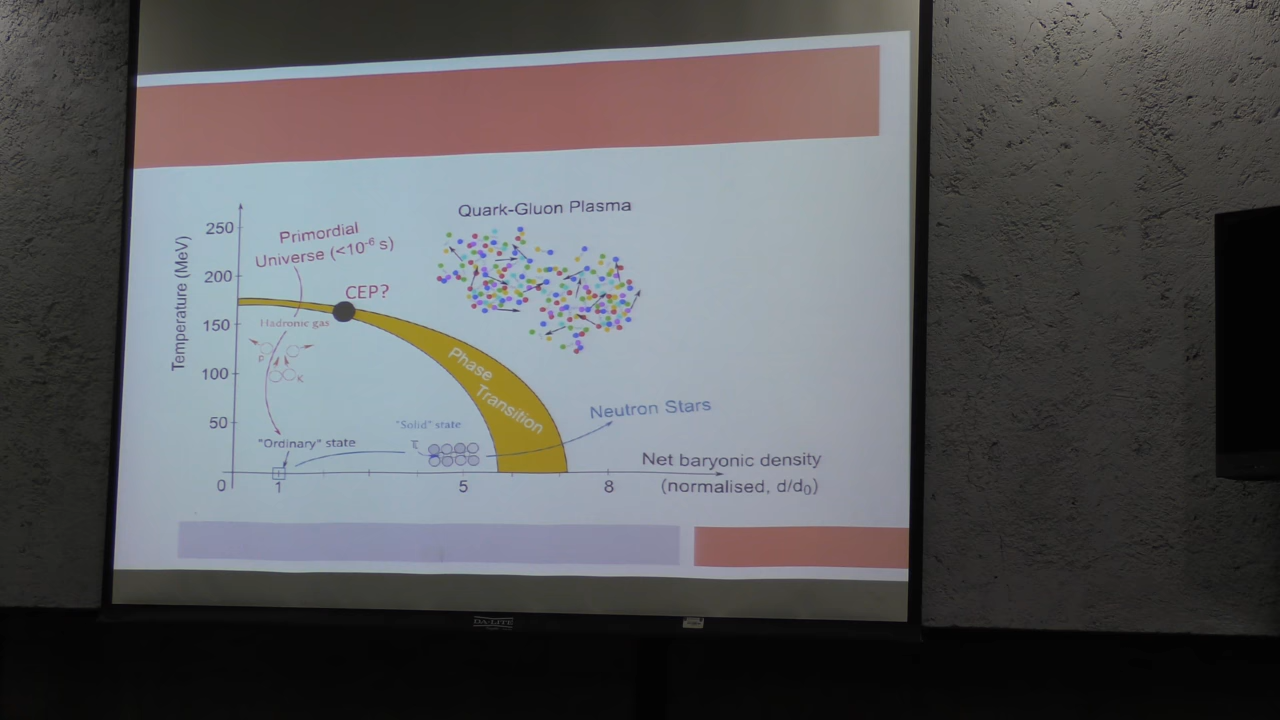 Quark-Gluon Plasma
250
200
150
100
50
0
Temperature (MeV)
Primordial
Universe (<10⁻⁶ s)
CEP?
Hadronic gas
p
K
Phase
Transition
Neutron Stars
"Solid" state
"Ordinary" state
Net baryonic density
(normalised, d/d₀)
1
5
8
DA-LITE